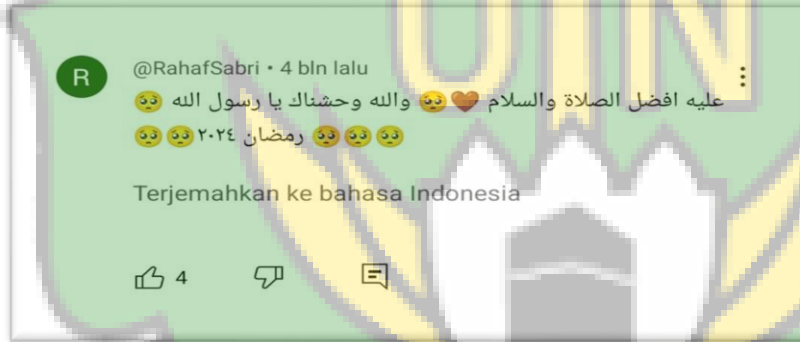 UIN
R
@RahafSabri • 4 bln lalu
عليه افضل الصلاة والسلام 🤎🥺 والله وحشناك يا رسول الله 🥺
🥺🥺🥺 رمضان ٢٠٢٤🥺🥺
Terjemahkan ke bahasa Indonesia
4